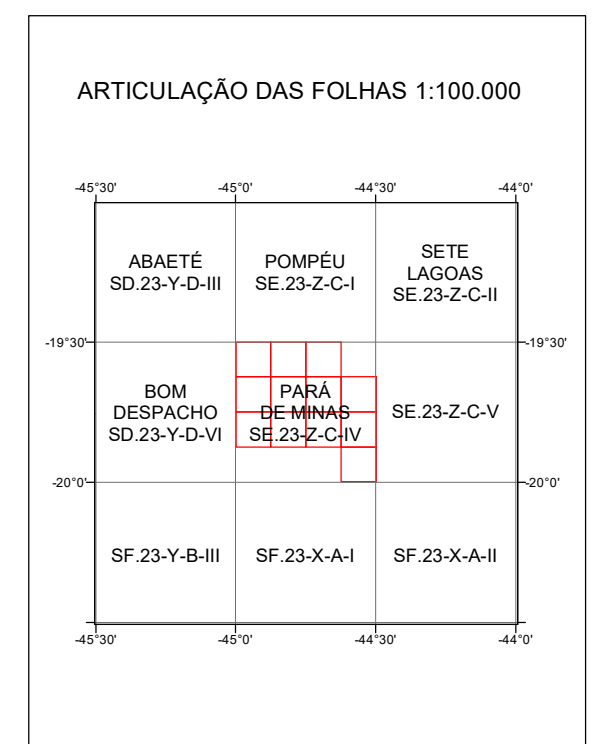 ARTICULAÇÃO DAS FOLHAS 1:100.000
-45°30' -45°0' -44°30' -44°0'
ABAETÉ
SD.23-Y-D-III
POMPÉU
SE.23-Z-C-I
SETE
LAGOAS
SE.23-Z-C-II
-19°30' -19°30'
BOM
DESPACHO
SD.23-Y-D-VI
PARÁ
DE MINAS
SE.23-Z-C-IV
SE.23-Z-C-V
-20°0' -20°0'
SF.23-Y-B-III
SF.23-X-A-I
SF.23-X-A-II
-45°30' -45°0' -44°30' -44°0'